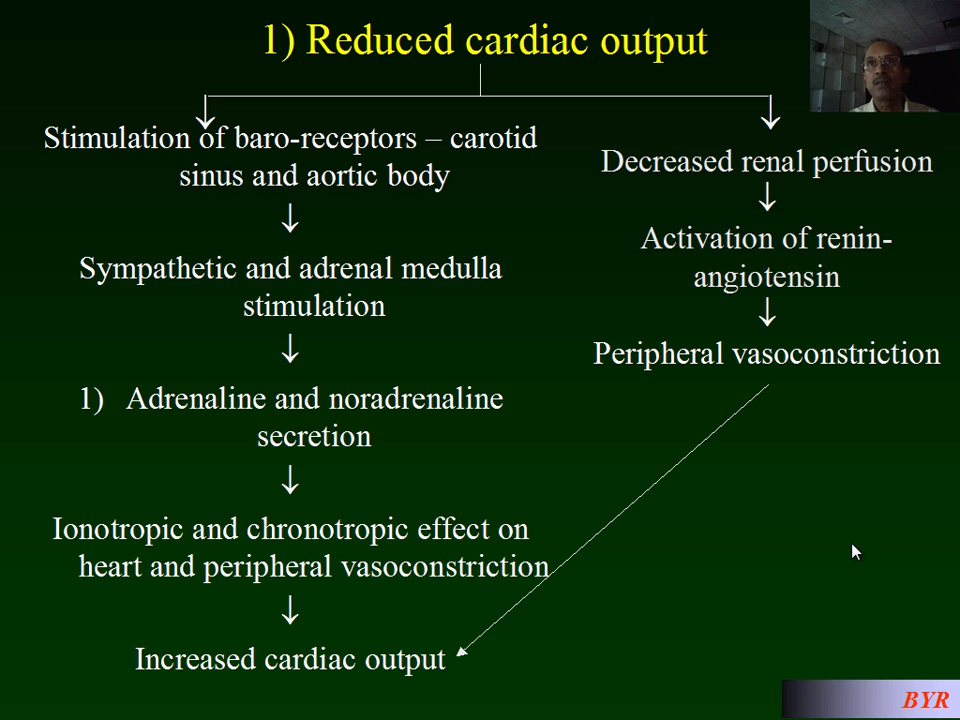 1) Reduced cardiac output
Stimulation of baro-receptors – carotid
sinus and aortic body
↓
Sympathetic and adrenal medulla
stimulation
↓
1) Adrenaline and noradrenaline
secretion
↓
Ionotropic and chronotropic effect on
heart and peripheral vasoconstriction
↓
Increased cardiac output
Decreased renal perfusion
↓
Activation of renin-
angiotensin
↓
Peripheral vasoconstriction
BYR